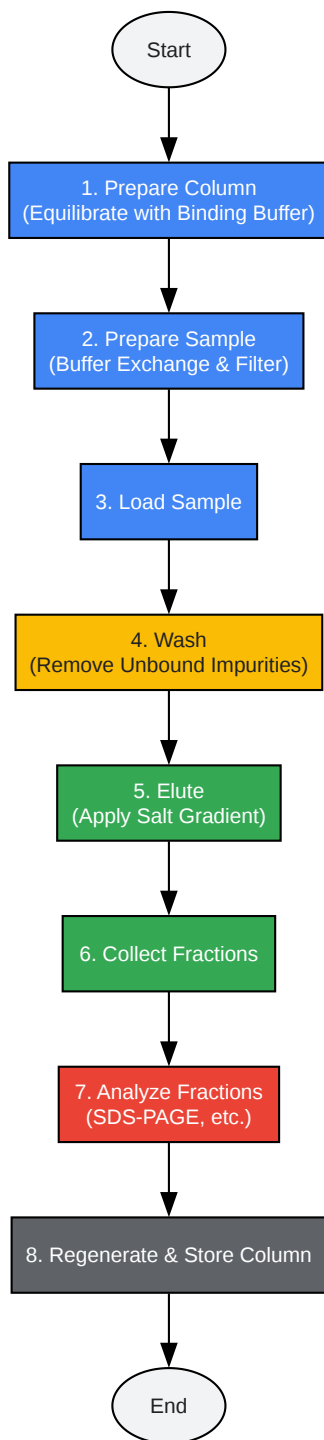 Start
1. Prepare Column
(Equilibrate with Binding Buffer)
2. Prepare Sample
(Buffer Exchange & Filter)
3. Load Sample
4. Wash
(Remove Unbound Impurities)
5. Elute
(Apply Salt Gradient)
6. Collect Fractions
7. Analyze Fractions
(SDS-PAGE, etc.)
8. Regenerate & Store Column
End